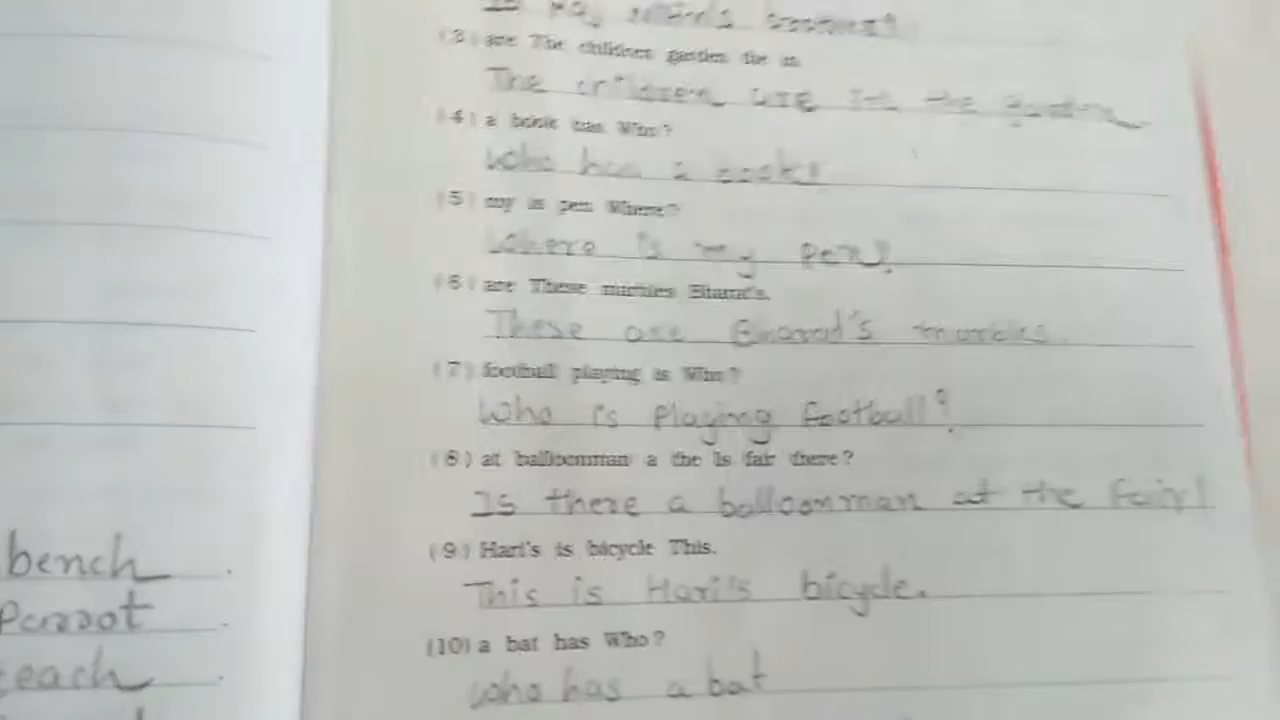 (3) are The children garden the in
The children are in the garden
(4) a book has Who?
Who has a book?
(5) my is pen Where?
Where is my pen?
(6) are These marbles Bharat's.
These are Bharat's marbles.
(7) football playing is Who?
Who is Playing football?
(8) at balloonman a the Is fair there?
Is there a balloonman at the fair?
(9) Hari's is bicycle This.
This is Hari's bicycle.
(10) a bat has Who?
Who has a bat
bench
Parrot
teach